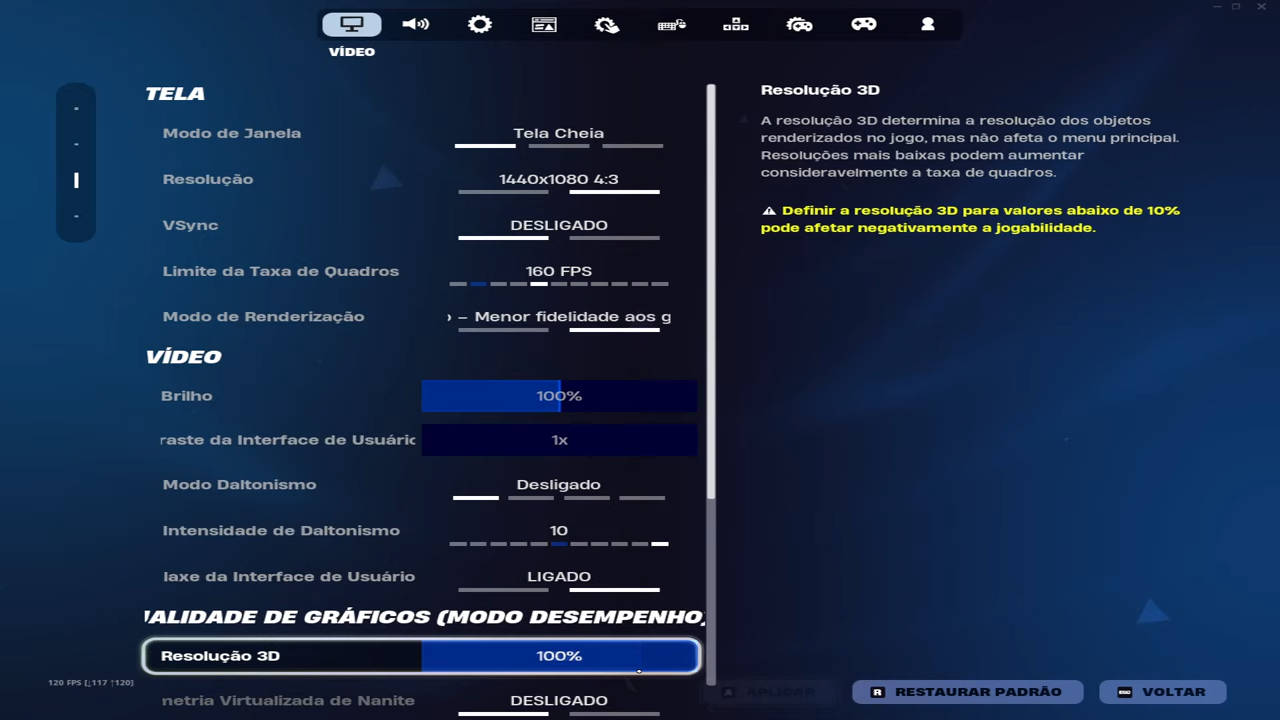 VÍDEO
TELA
Modo de Janela
Tela Cheia
Resolução
1440x1080 4:3
VSync
DESLIGADO
Limite da Taxa de Quadros
160 FPS
Modo de Renderização
– Menor fidelidade aos g
VÍDEO
Brilho
100%
raste da Interface de Usuário
1x
Modo Daltonismo
Desligado
Intensidade de Daltonismo
10
laxe da Interface de Usuário
LIGADO
ALIDADE DE GRÁFICOS (MODO DESEMPENHO)
Resolução 3D
100%
metria Virtualizada de Nanite
DESLIGADO
Resolução 3D
A resolução 3D determina a resolução dos objetos
renderizados no jogo, mas não afeta o menu principal.
Resoluções mais baixas podem aumentar
consideravelmente a taxa de quadros.
Definir a resolução 3D para valores abaixo de 10%
pode afetar negativamente a jogabilidade.
120 FPS [↓117 ↑120]
A APLICAR
R RESTAURAR PADRÃO
ESC VOLTAR